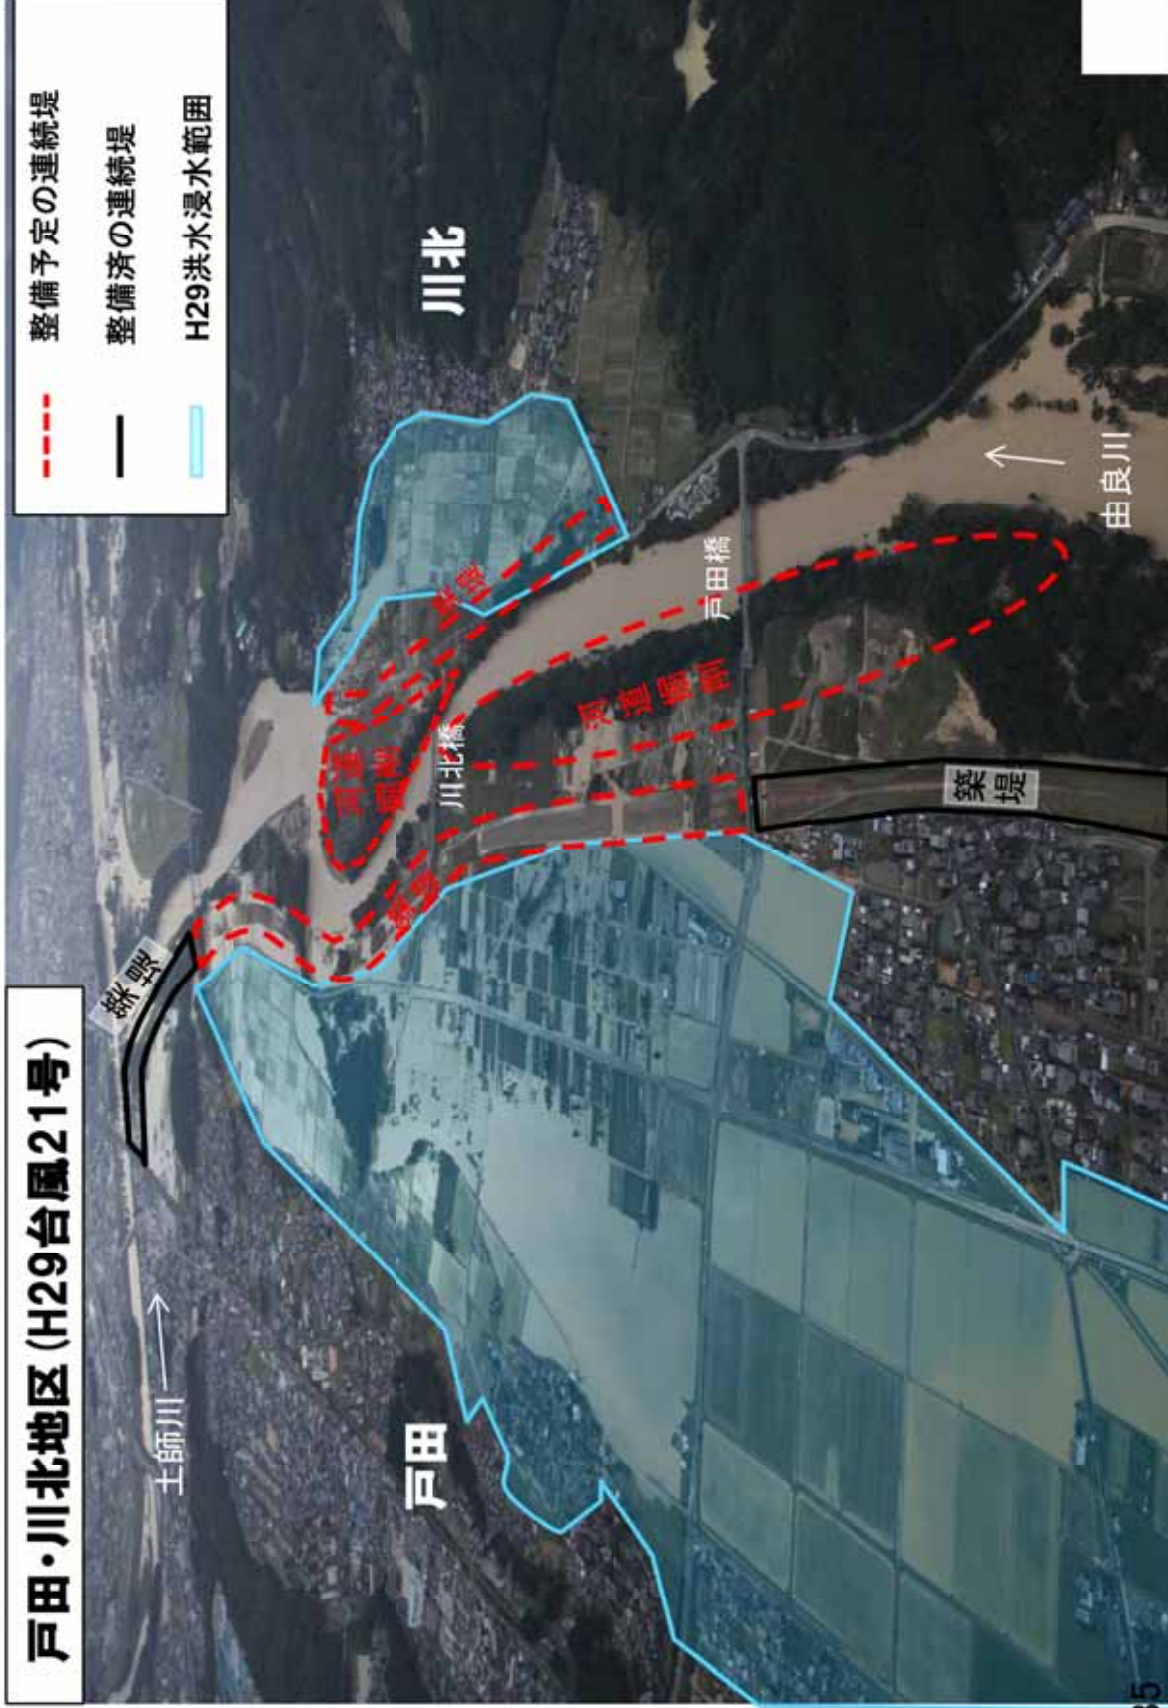 戸田・川北地区(H29台風21号)
整備予定の連続堤
整備済の連続堤
H29洪水浸水範囲
土師川
築堤
戸田
川北
築堤
河道
掘削
川北橋
築堤
河道掘削
戸田橋
築堤
由良川
35